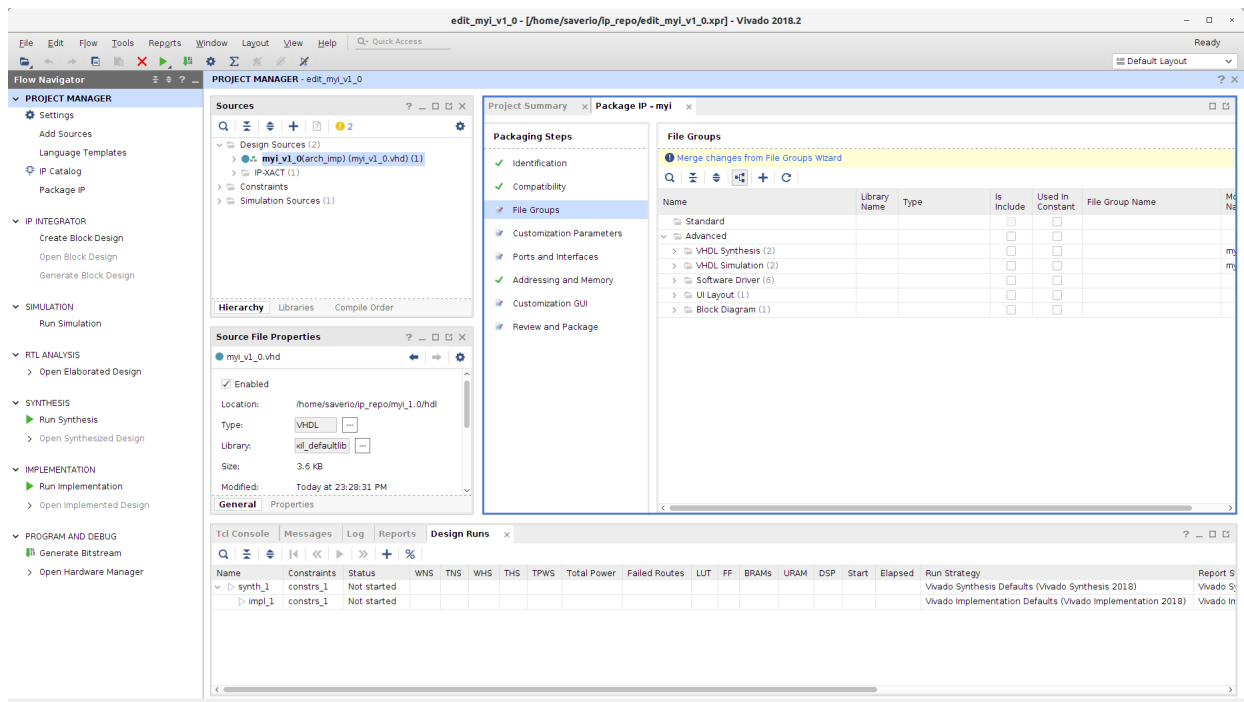 edit_myi_v1_0 - [/home/saverio/ip_repo/edit_myi_v1_0.xpr] - Vivado 2018.2
File Edit Flow Tools Reports Window Layout View Help Q- Quick Access Ready
Default Layout
Flow Navigator
PROJECT MANAGER - edit_myi_v1_0
PROJECT MANAGER
Settings
Add Sources
Language Templates
IP Catalog
Package IP
IP INTEGRATOR
Create Block Design
Open Block Design
Generate Block Design
SIMULATION
Run Simulation
RTL ANALYSIS
Open Elaborated Design
SYNTHESIS
Run Synthesis
Open Synthesized Design
IMPLEMENTATION
Run Implementation
Open Implemented Design
PROGRAM AND DEBUG
Generate Bitstream
Open Hardware Manager
Sources
2
Design Sources (2)
myi_v1_0(arch_imp) (myi_v1_0.vhd) (1)
IP-XACT (1)
Constraints
Simulation Sources (1)
Hierarchy Libraries Compile Order
Source File Properties
myi_v1_0.vhd
Enabled
Location: /home/saverio/ip_repo/myi_1.0/hdl
Type: VHDL
Library: xil_defaultlib
Size: 3.6 KB
Modified: Today at 23:28:31 PM
General Properties
Project Summary Package IP - myi
Packaging Steps
Identification
Compatibility
File Groups
Customization Parameters
Ports and Interfaces
Addressing and Memory
Customization GUI
Review and Package
File Groups
Merge changes from File Groups Wizard
Name Library Name Type Is Include Used In Constant File Group Name
Standard
Advanced
VHDL Synthesis (2) my
VHDL Simulation (2) my
Software Driver (6)
UI Layout (1)
Block Diagram (1)
Tcl Console Messages Log Reports Design Runs
Name Constraints Status WNS TNS WHS THS TPWS Total Power Failed Routes LUT FF BRAMs URAM DSP Start Elapsed Run Strategy Report S
synth_1 constrs_1 Not started Vivado Synthesis Defaults (Vivado Synthesis 2018) Vivado Sy
impl_1 constrs_1 Not started Vivado Implementation Defaults (Vivado Implementation 2018) Vivado Im